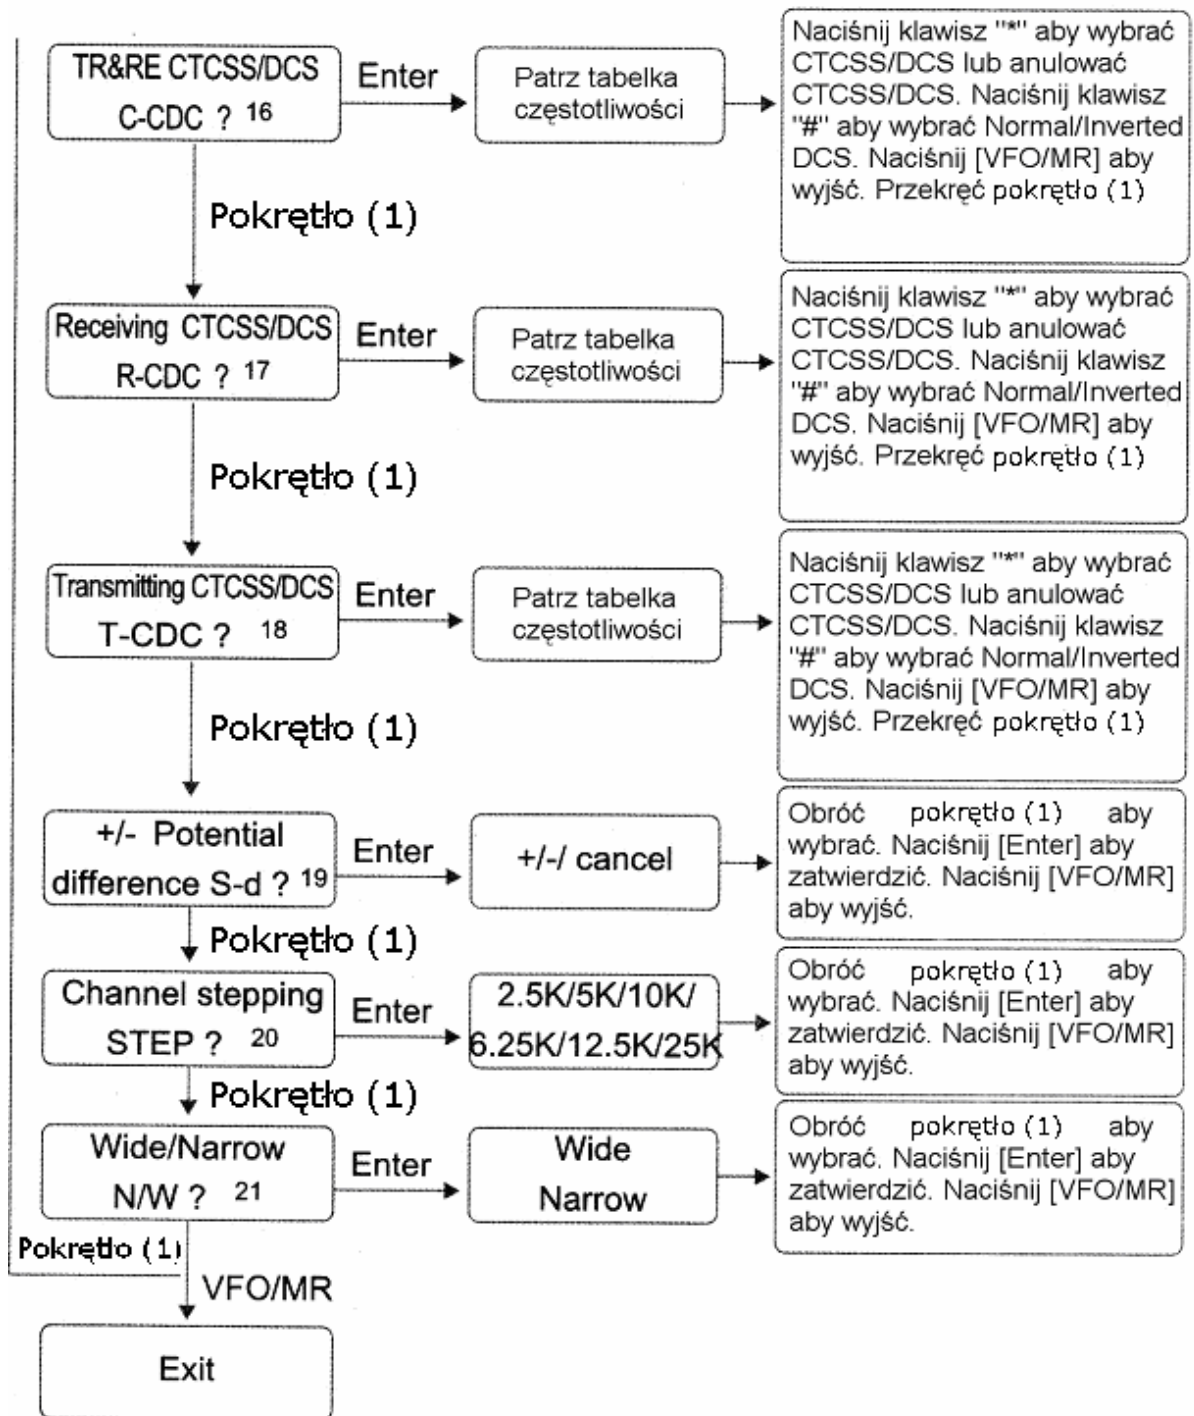 TR&RE CTCSS/DCS
C-CDC ? 16
Enter
Patrz tabelka
częstotliwości
Naciśnij klawisz "*" aby wybrać
CTCSS/DCS lub anulować
CTCSS/DCS. Naciśnij klawisz
"#" aby wybrać Normal/Inverted
DCS. Naciśnij [VFO/MR] aby
wyjść. Przekręć pokrętło (1)
Pokrętło (1)
Receiving CTCSS/DCS
R-CDC ? 17
Enter
Patrz tabelka
częstotliwości
Naciśnij klawisz "*" aby wybrać
CTCSS/DCS lub anulować
CTCSS/DCS. Naciśnij klawisz
"#" aby wybrać Normal/Inverted
DCS. Naciśnij [VFO/MR] aby
wyjść. Przekręć pokrętło (1)
Pokrętło (1)
Transmitting CTCSS/DCS
T-CDC ? 18
Enter
Patrz tabelka
częstotliwości
Naciśnij klawisz "*" aby wybrać
CTCSS/DCS lub anulować
CTCSS/DCS. Naciśnij klawisz
"#" aby wybrać Normal/Inverted
DCS. Naciśnij [VFO/MR] aby
wyjść. Przekręć pokrętło (1)
Pokrętło (1)
+/- Potential
difference S-d ? 19
Enter
+/-/ cancel
Obróć pokrętło (1) aby
wybrać. Naciśnij [Enter] aby
zatwierdzić. Naciśnij [VFO/MR]
aby wyjść.
Pokrętło (1)
Channel stepping
STEP ? 20
Enter
2.5K/5K/10K/
6.25K/12.5K/25K
Obróć pokrętło (1) aby
wybrać. Naciśnij [Enter] aby
zatwierdzić. Naciśnij [VFO/MR]
aby wyjść.
Pokrętło (1)
Wide/Narrow
N/W ? 21
Enter
Wide
Narrow
Obróć pokrętło (1) aby
wybrać. Naciśnij [Enter] aby
zatwierdzić. Naciśnij [VFO/MR]
aby wyjść.
Pokrętło (1)
VFO/MR
Exit